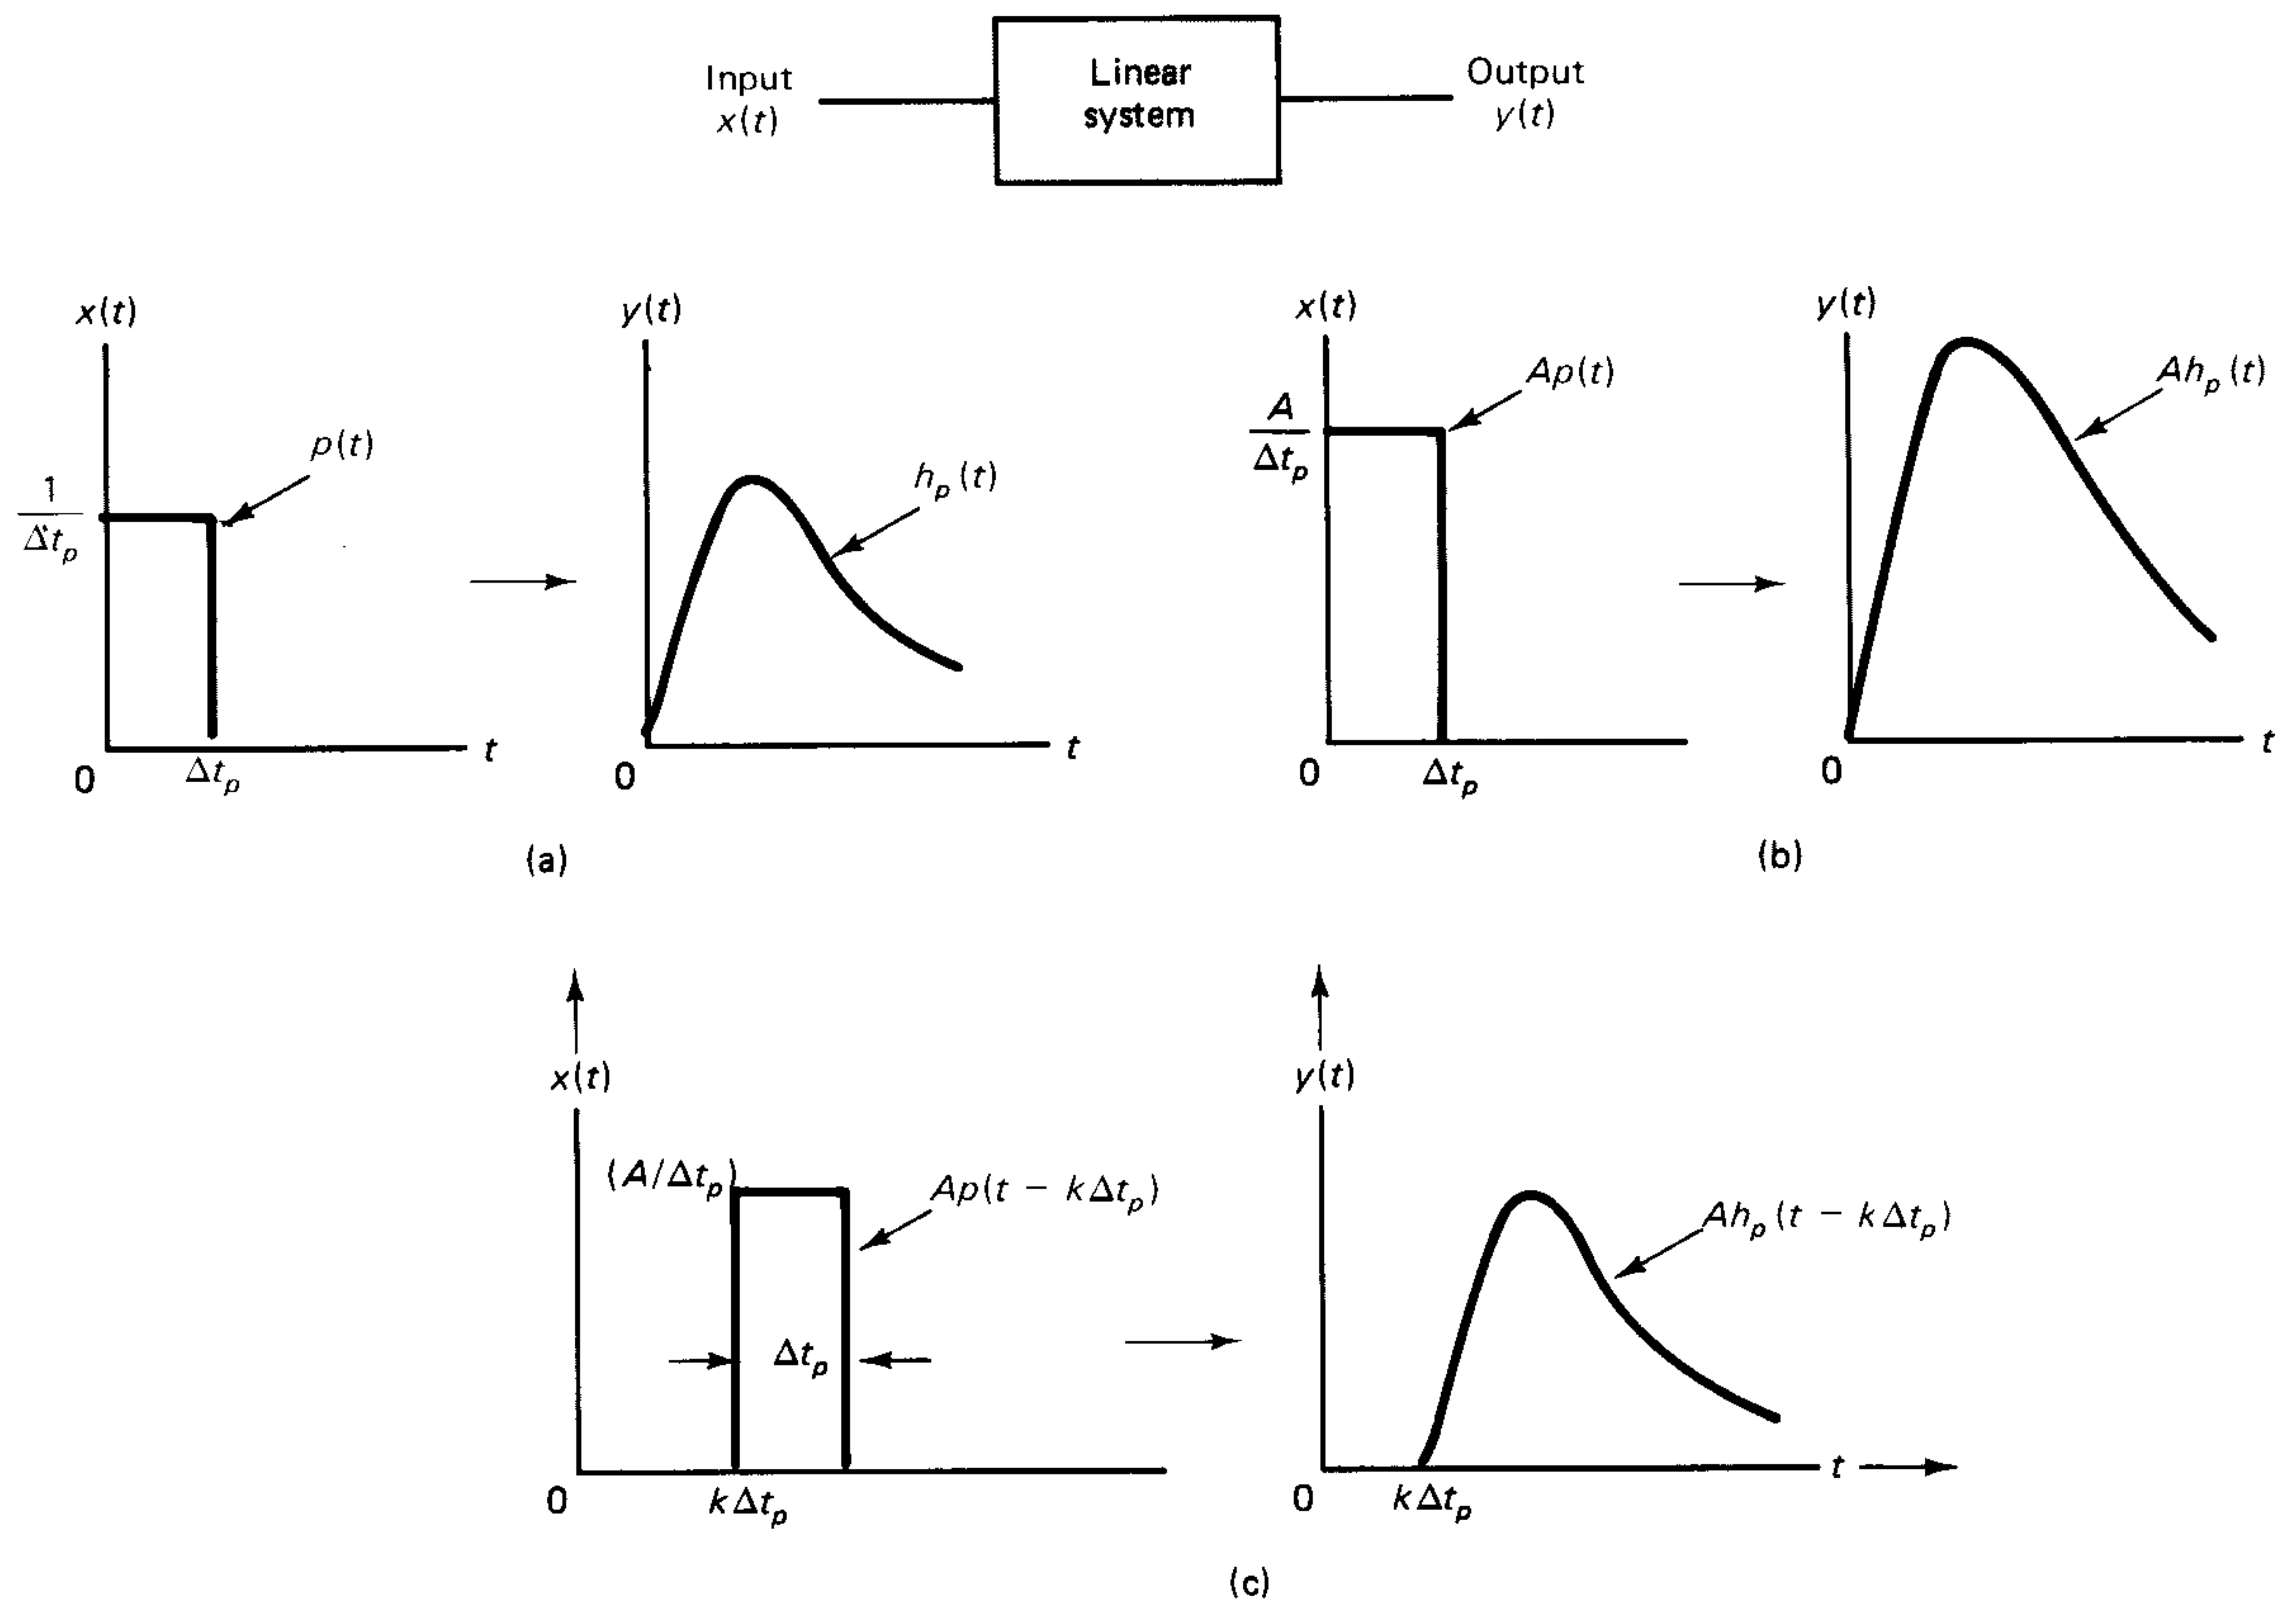 Input
x(t)
Linear
system
Output
y(t)
x(t)
p(t)
1
Δt_p
0
Δt_p
t
y(t)
h_p(t)
0
t
(a)
x(t)
Ap(t)
A
Δt_p
0
Δt_p
y(t)
Ah_p(t)
0
t
(b)
x(t)
(A/Δt_p)
Ap(t − kΔt_p)
Δt_p
0
kΔt_p
y(t)
Ah_p(t − kΔt_p)
0
kΔt_p
t
(c)